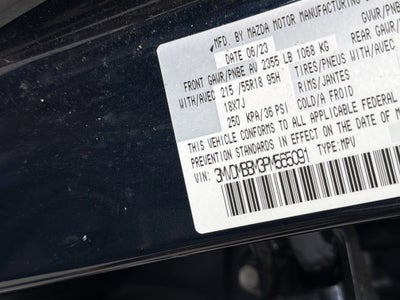 MFD. BY MAZDA MOTOR MANUFACTURING
DATE 06/23 GVWR/PNBV
FRONT GAWR/PNBE AV 2355 LB 1068 KG REAR GAWR
WITH/AVEC 215 /55R18 95H TIRES/PNEUS WITH/AV
18X7J RIMS/JANTES
250 KPA/36 PSI COLD/A FROID
THIS VEHICLE CONFORMS TO ALL APPLICABLE FEDERAL
PREVENTION STANDARDS IN EFFECT ON THE DATE OF M
VIN: TYPE:MPV